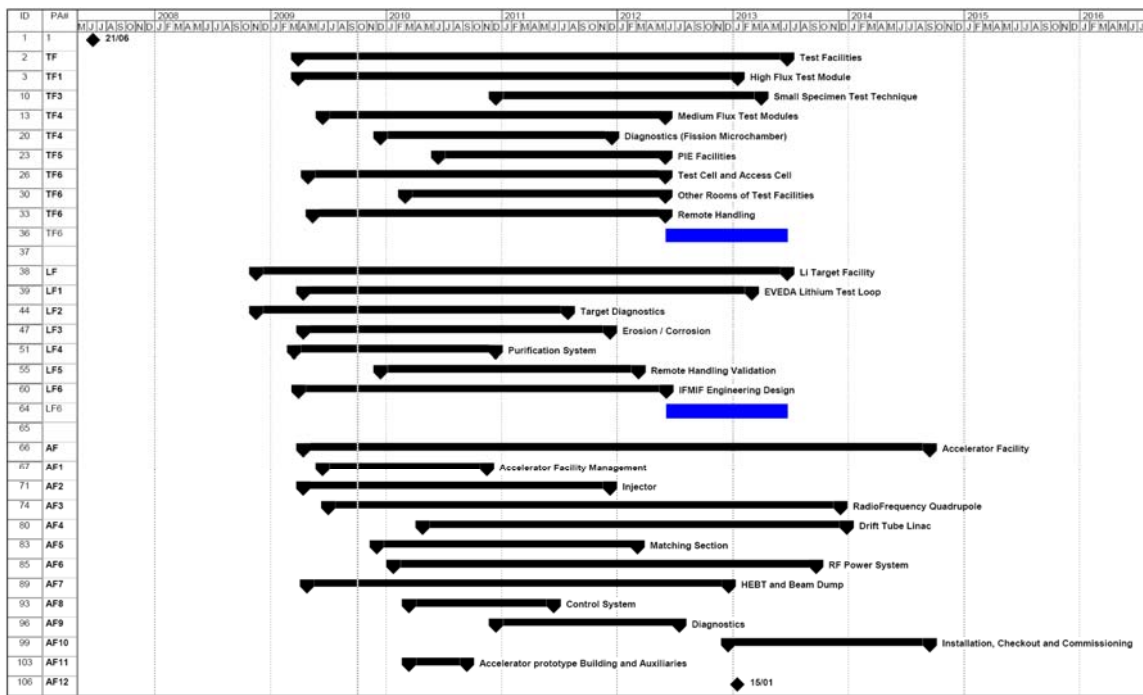 ID PA# 2008 2009 2010 2011 2012 2013 2014 2015 2016
M J J A S O N D J F M A M J J A S O N D J F M A M J J A S O N D J F M A M J J A S O N D J F M A M J J A S O N D J F M A M J J A S O N D J F M A M J J A S O N D J F M A M J J A S O N D J F M A M J J A S O N D J F M A M J J
1 1 21/06
2 TF Test Facilities
3 TF1 High Flux Test Module
10 TF3 Small Specimen Test Technique
13 TF4 Medium Flux Test Modules
20 TF4 Diagnostics (Fission Microchamber)
23 TF5 PIE Facilities
26 TF6 Test Cell and Access Cell
30 TF6 Other Rooms of Test Facilities
33 TF6 Remote Handling
36 TF6
37
38 LF Li Target Facility
39 LF1 EVEDA Lithium Test Loop
44 LF2 Target Diagnostics
47 LF3 Erosion / Corrosion
51 LF4 Purification System
55 LF5 Remote Handling Validation
60 LF6 IFMIF Engineering Design
64 LF6
65
66 AF Accelerator Facility
67 AF1 Accelerator Facility Management
71 AF2 Injector
74 AF3 RadioFrequency Quadrupole
80 AF4 Drift Tube Linac
83 AF5 Matching Section
85 AF6 RF Power System
89 AF7 HEBT and Beam Dump
93 AF8 Control System
96 AF9 Diagnostics
99 AF10 Installation, Checkout and Commissioning
103 AF11 Accelerator prototype Building and Auxiliaries
106 AF12 15/01